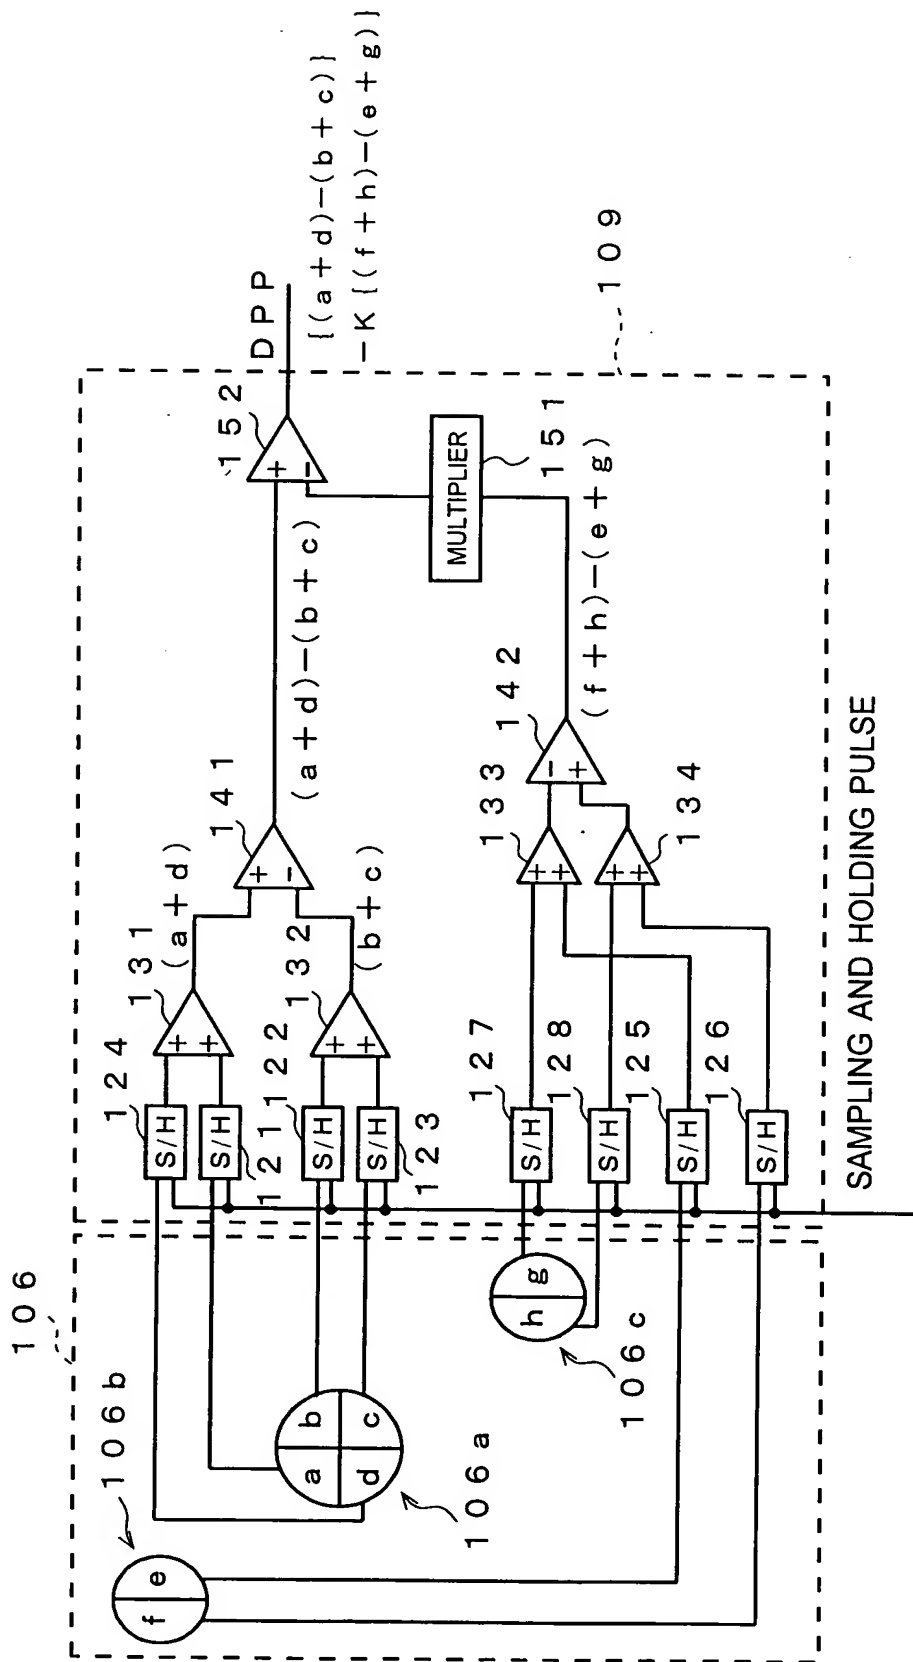 106
106b
f e
106a
a b
d c
106c
h g
124
S/H
121
S/H
122
S/H
123
S/H
127
S/H
128
S/H
125
S/H
126
S/H
131
+ +
(a+d)
132
+ +
(b+c)
141
+ −
(a+d)−(b+c)
133
+ +
134
+ +
142
− +
(f+h)−(e+g)
MULTIPLIER
151
152
+ −
DPP
{(a+d)−(b+c)}
−K{(f+h)−(e+g)}
109
SAMPLING AND HOLDING PULSE